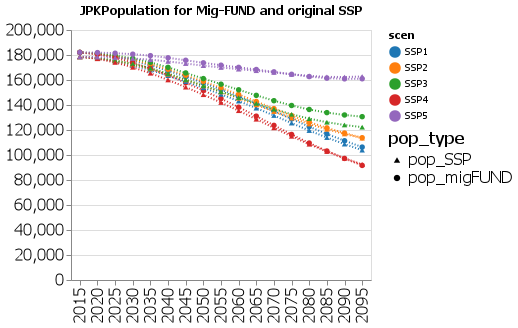 JPKPopulation for Mig-FUND and original SSP
200,000
180,000
160,000
140,000
120,000
100,000
80,000
60,000
40,000
20,000
0
2015
2020
2025
2030
2035
2040
2045
2050
2055
2060
2065
2070
2075
2080
2085
2090
2095
scen
SSP1
SSP2
SSP3
SSP4
SSP5
pop_type
pop_SSP
pop_migFUND